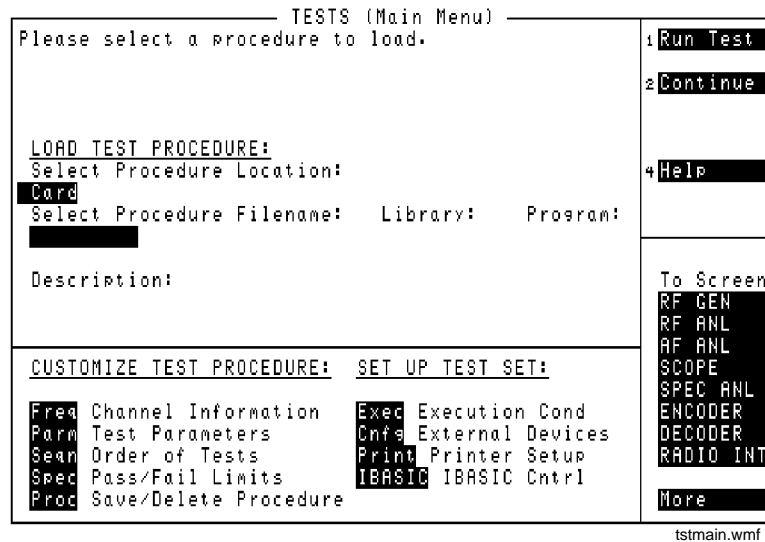 TESTS (Main Menu)
Please select a procedure to load.
LOAD TEST PROCEDURE:
Select Procedure Location:
Card
Select Procedure Filename: Library: Program:
Description:
CUSTOMIZE TEST PROCEDURE:
Freq Channel Information
Parm Test Parameters
Seqn Order of Tests
Spec Pass/Fail Limits
Proc Save/Delete Procedure
SET UP TEST SET:
Exec Execution Cond
Cnfg External Devices
Print Printer Setup
IBASIC IBASIC Cntrl
1 Run Test
2 Continue
4 Help
To Screen
RF GEN
RF ANL
AF ANL
SCOPE
SPEC ANL
ENCODER
DECODER
RADIO INT
More
tstmain.wmf